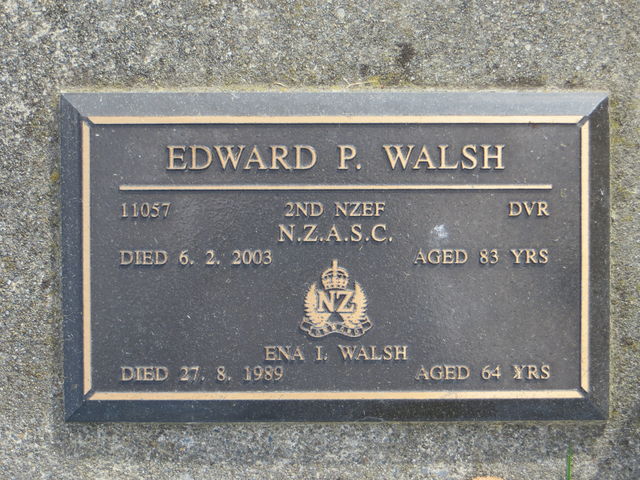 EDWARD P. WALSH
11057 2ND NZEF DVR
N.Z.A.S.C.
DIED 6. 2. 2003 AGED 83 YRS
NZ
ONWARD
ENA I. WALSH
DIED 27. 8. 1989 AGED 64 YRS